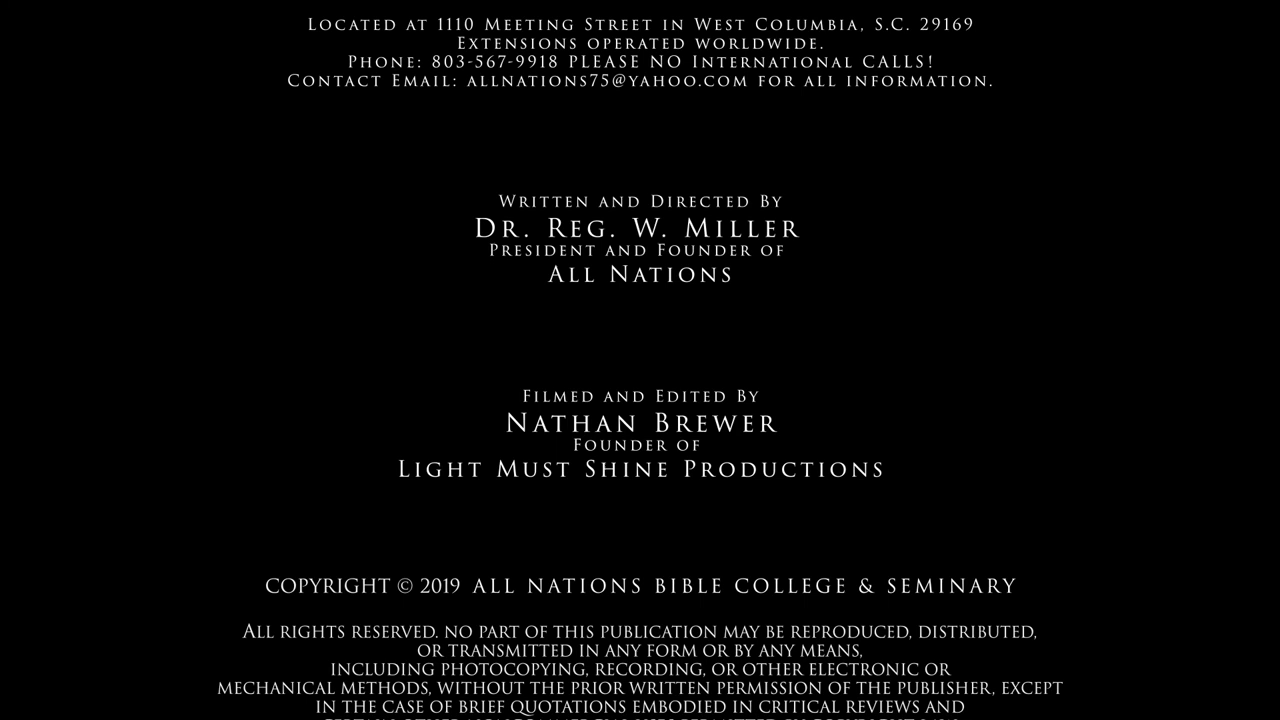 Located at 1110 Meeting Street in West Columbia, S.C. 29169
Extensions operated worldwide.
Phone: 803-567-9918 PLEASE NO International CALLS!
Contact Email: allnations75@yahoo.com for all information.
Written and Directed By
Dr. Reg. W. Miller
President and Founder of
All Nations
Filmed and Edited By
Nathan Brewer
Founder of
Light Must Shine Productions
COPYRIGHT © 2019 ALL NATIONS BIBLE COLLEGE & SEMINARY
All rights reserved. No part of this publication may be reproduced, distributed,
or transmitted in any form or by any means,
including photocopying, recording, or other electronic or
mechanical methods, without the prior written permission of the publisher, except
in the case of brief quotations embodied in critical reviews and